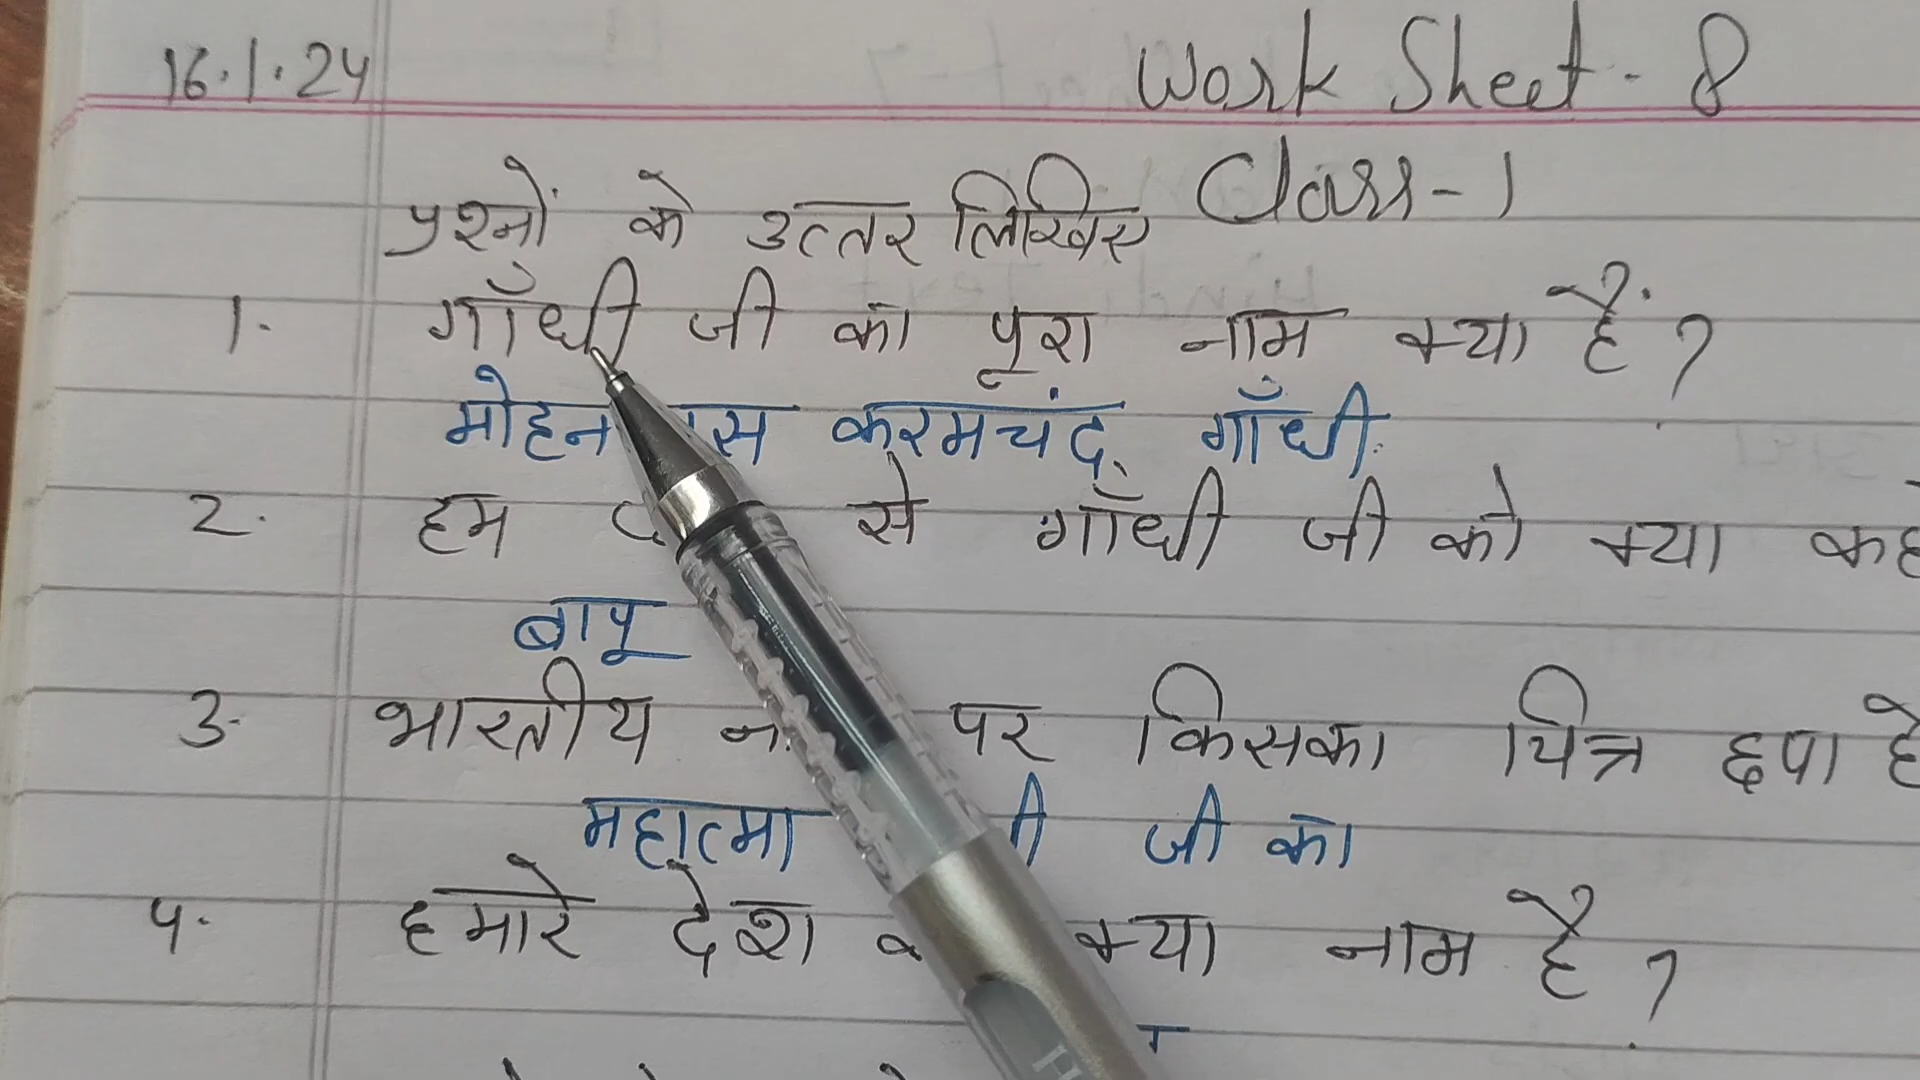 16.1.24 Work Sheet - 8
Class - 1
प्रश्नों के उत्तर लिखिए
1. गाँधी जी का पूरा नाम क्या हैं?
मोहन करमचंद गाँधी
2. हम से गाँधी जी को क्या
बापू
3. भारतीय पर किसका चित्र छपा है
महात्मा जी का
4. हमारे देश क्या नाम है?